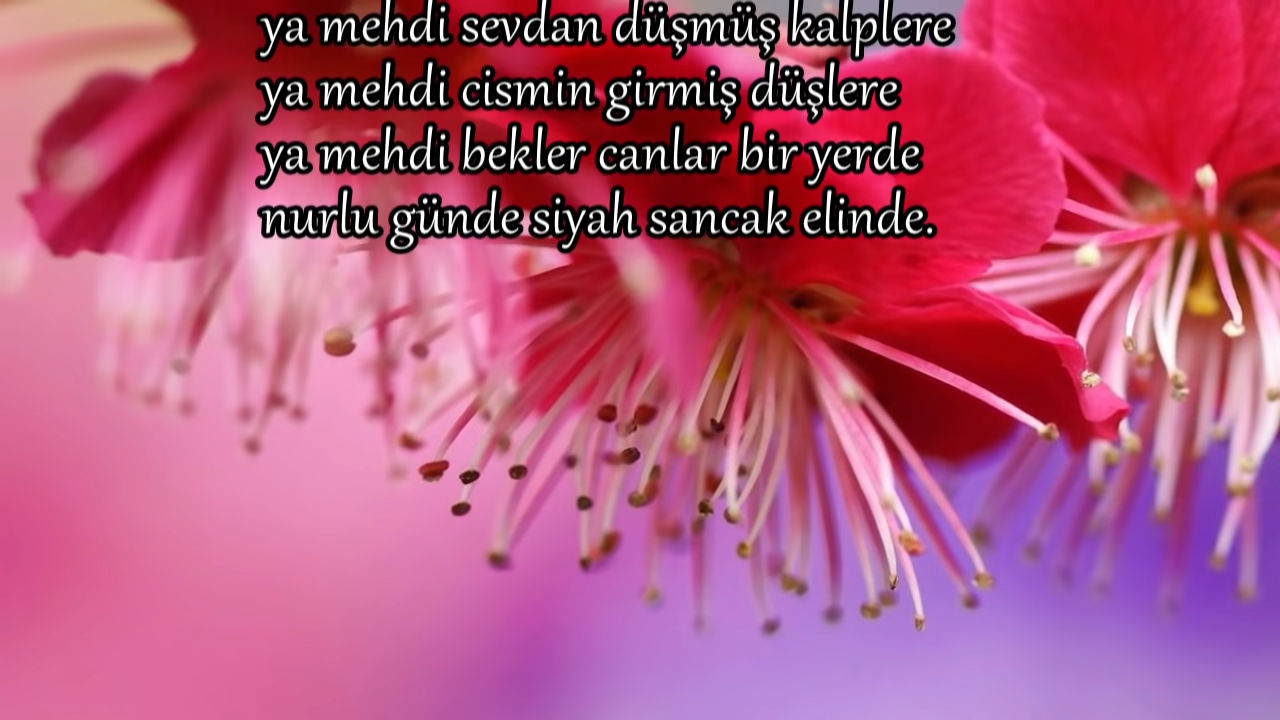 ya mehdi sevdan düşmüş kalplere
ya mehdi cismin girmiş düşlere
ya mehdi bekler canlar bir yerde
nurlu günde siyah sancak elinde.